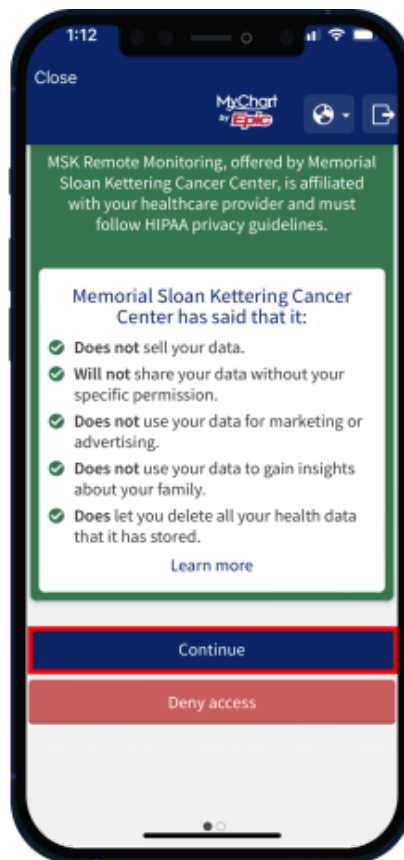 1:12
Close
MyChart
by Epic
MSK Remote Monitoring, offered by Memorial
Sloan Kettering Cancer Center, is affiliated
with your healthcare provider and must
follow HIPAA privacy guidelines.
Memorial Sloan Kettering Cancer
Center has said that it:
Does not sell your data.
Will not share your data without your
specific permission.
Does not use your data for marketing or
advertising.
Does not use your data to gain insights
about your family.
Does let you delete all your health data
that it has stored.
Learn more
Continue
Deny access